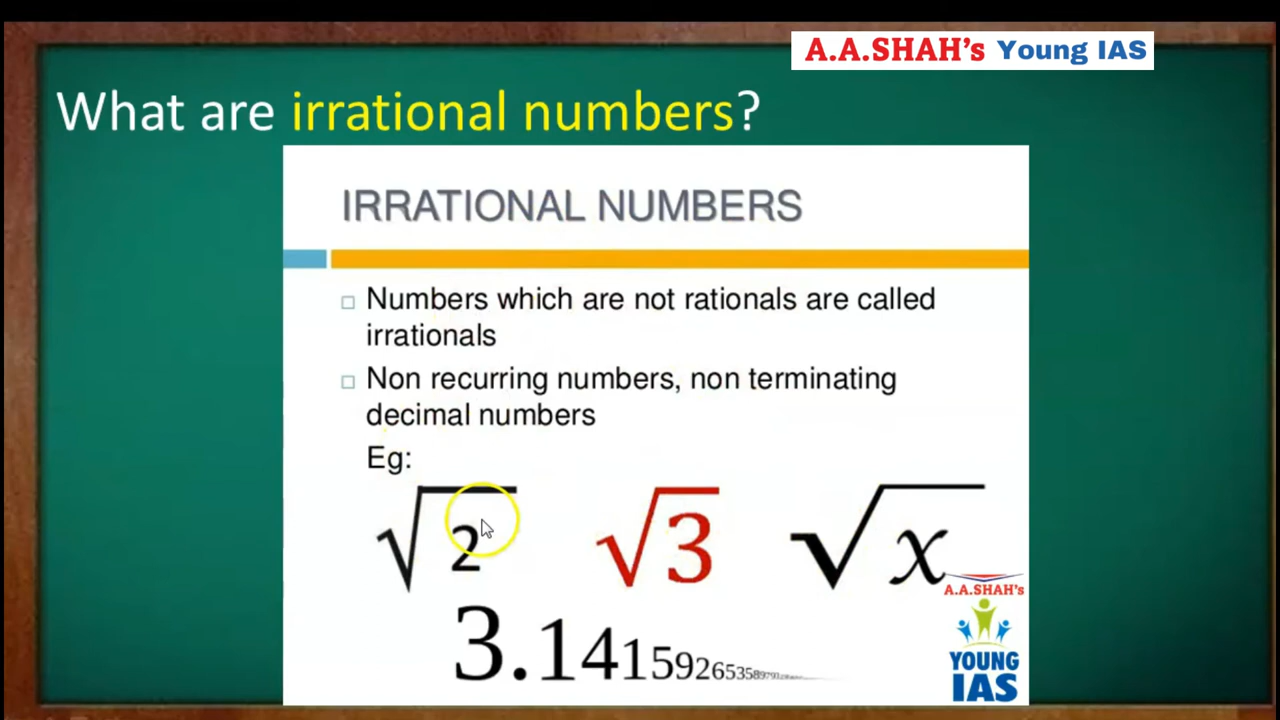 A.A.SHAH's Young IAS
What are irrational numbers?
IRRATIONAL NUMBERS
Numbers which are not rationals are called
irrationals
Non recurring numbers, non terminating
decimal numbers
Eg:
√2 √3 √x
A.A.SHAH's
3.14159265358979
YOUNG
IAS